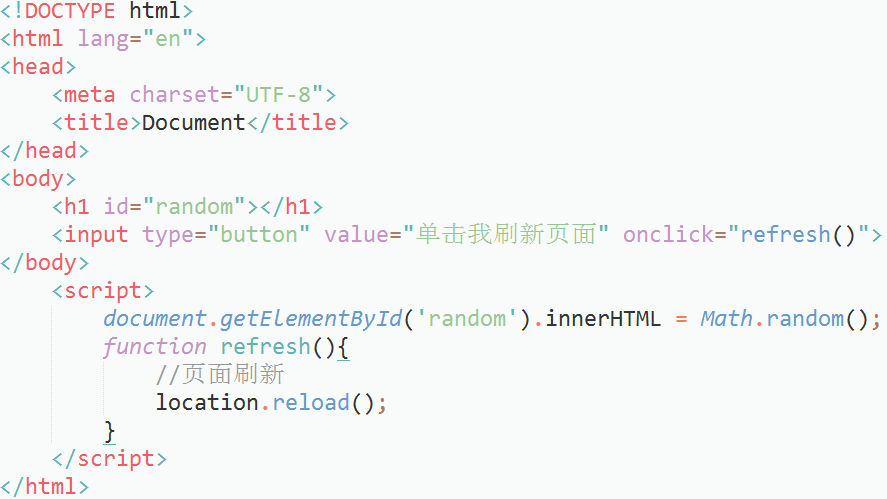 <!DOCTYPE html>
<html lang="en">
<head>
    <meta charset="UTF-8">
    <title>Document</title>
</head>
<body>
    <h1 id="random"></h1>
    <input type="button" value="单击我刷新页面" onclick="refresh()">
</body>
    <script>
        document.getElementById('random').innerHTML = Math.random();
        function refresh(){
            //页面刷新
            location.reload();
        }
    </script>
</html>